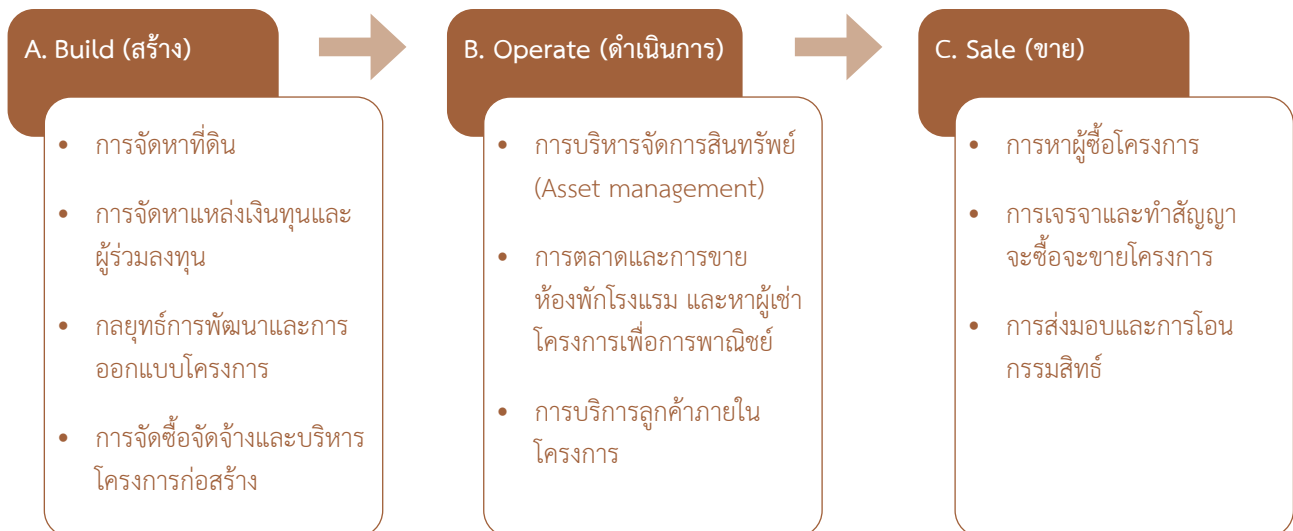 A. Build (สร้าง)
• การจัดหาที่ดิน
• การจัดหาแหล่งเงินทุนและ
ผู้ร่วมลงทุน
• กลยุทธ์การพัฒนาและการ
ออกแบบโครงการ
• การจัดซื้อจัดจ้างและบริหาร
โครงการก่อสร้าง
B. Operate (ดำเนินการ)
• การบริหารจัดการสินทรัพย์
(Asset management)
• การตลาดและการขาย
ห้องพักโรงแรม และหาผู้เช่า
โครงการเพื่อการพาณิชย์
• การบริการลูกค้าภายใน
โครงการ
C. Sale (ขาย)
• การหาผู้ซื้อโครงการ
• การเจรจาและทำสัญญา
จะซื้อจะขายโครงการ
• การส่งมอบและการโอน
กรรมสิทธ์